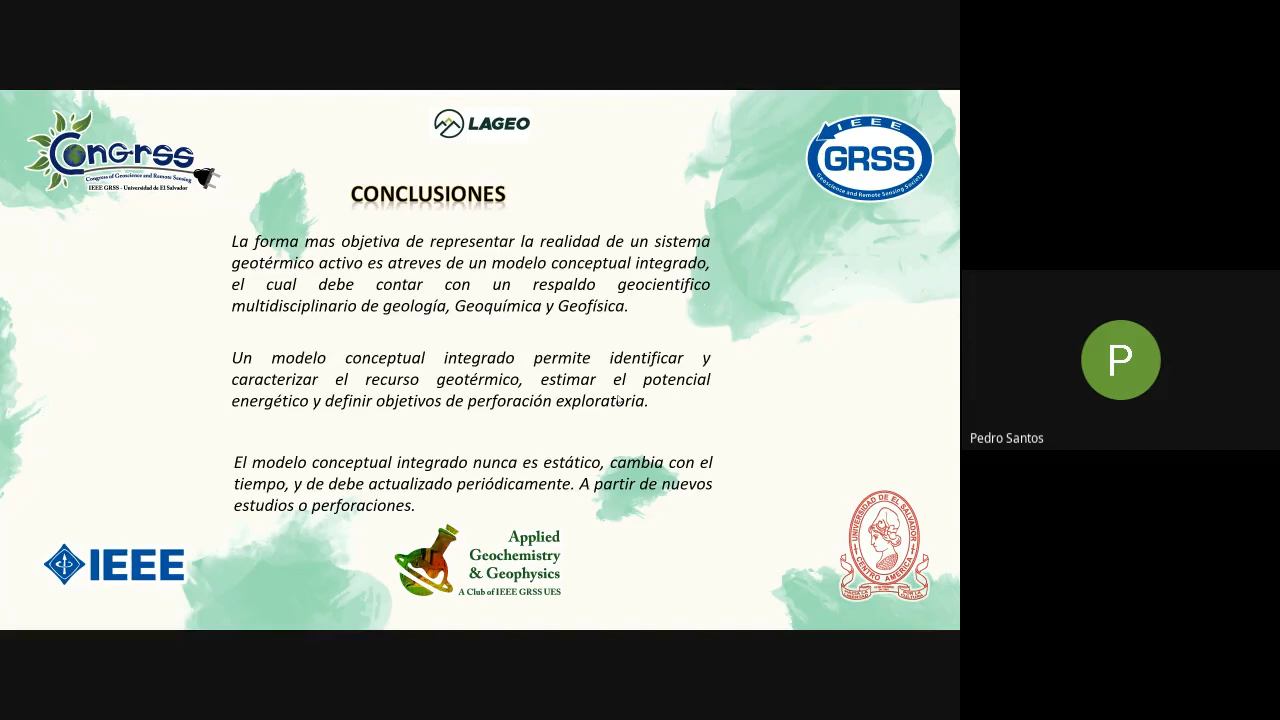 LAGEO
ConGrss
Congress of Geoscience and Remote Sensing
IEEE GRSS - Universidad de El Salvador
IEEE
GRSS
Geoscience and Remote Sensing Society
CONCLUSIONES
La forma mas objetiva de representar la realidad de un sistema
geotérmico activo es atreves de un modelo conceptual integrado,
el cual debe contar con un respaldo geocientífico
multidisciplinario de geología, Geoquímica y Geofísica.
Un modelo conceptual integrado permite identificar y
caracterizar el recurso geotérmico, estimar el potencial
energético y definir objetivos de perforación exploratoria.
El modelo conceptual integrado nunca es estático, cambia con el
tiempo, y de debe actualizado periódicamente. A partir de nuevos
estudios o perforaciones.
IEEE
Applied
Geochemistry
& Geophysics
A Club of IEEE GRSS UES
UNIVERSIDAD DE EL SALVADOR
CENTRO AMERICA
P
Pedro Santos